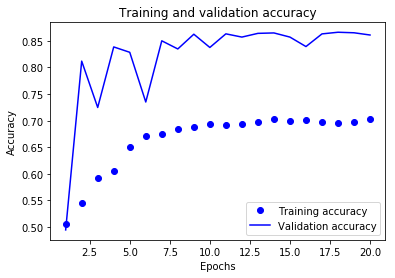 Training and validation accuracy
0.85
0.80
0.75
0.70
0.65
0.60
0.55
0.50
Accuracy
Training accuracy
Validation accuracy
2.5 5.0 7.5 10.0 12.5 15.0 17.5 20.0
Epochs